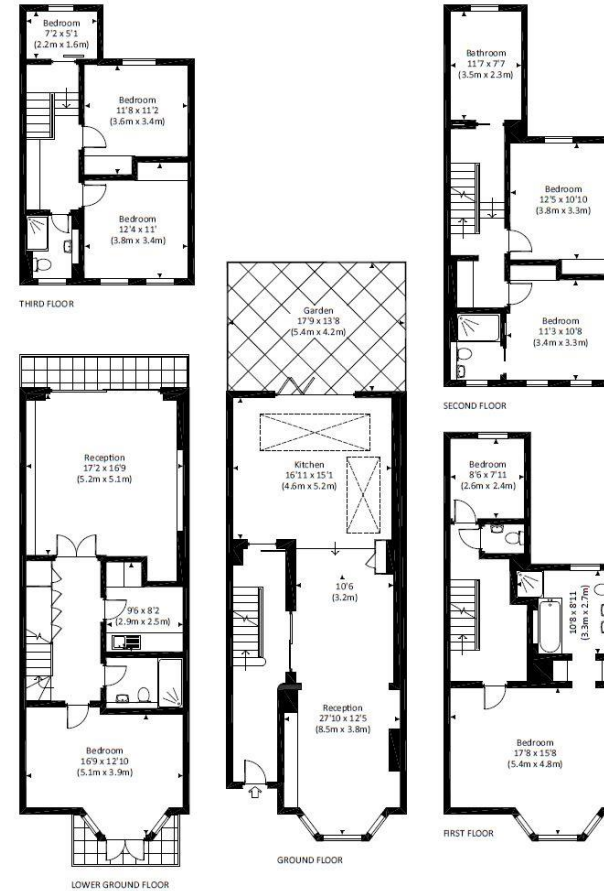 Bedroom
7'2 x 5'1
(2.2m x 1.6m)
Bedroom
11'8 x 11'2
(3.6m x 3.4m)
Bedroom
12'4 x 11'
(3.8m x 3.4m)
THIRD FLOOR
Bathroom
11'7 x 7'7
(3.5m x 2.3m)
Bedroom
12'5 x 10'10
(3.8m x 3.3m)
Bedroom
11'3 x 10'8
(3.4m x 3.3m)
SECOND FLOOR
Reception
17'2 x 16'9
(5.2m x 5.1m)
9'6 x 8'2
(2.9m x 2.5m)
Bedroom
16'9 x 12'10
(5.1m x 3.9m)
LOWER GROUND FLOOR
Garden
17'9 x 13'8
(5.4m x 4.2m)
Kitchen
16'11 x 15'1
(4.6m x 5.2m)
10'6
(3.2m)
Reception
27'10 x 12'5
(8.5m x 3.8m)
GROUND FLOOR
Bedroom
8'6 x 7'11
(2.6m x 2.4m)
10'8 x 8'11
(3.3m x 2.7m)
Bedroom
17'8 x 15'8
(5.4m x 4.8m)
FIRST FLOOR